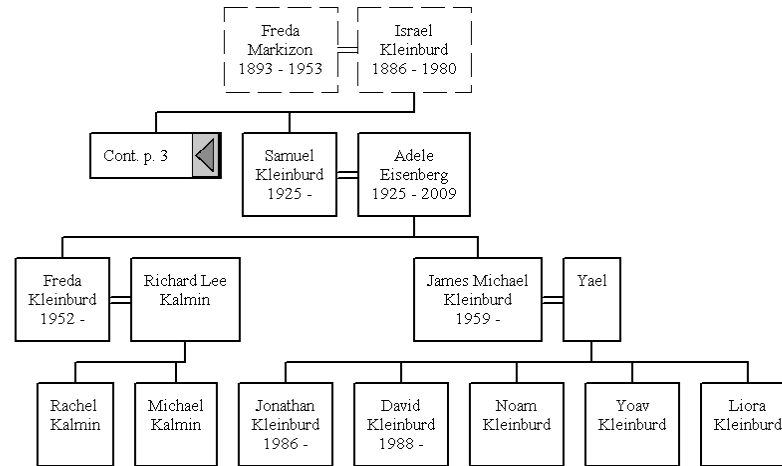 Freda
Markizon
1893 - 1953
Israel
Kleinburd
1886 - 1980
Cont. p. 3
Samuel
Kleinburd
1925 -
Adele
Eisenberg
1925 - 2009
Freda
Kleinburd
1952 -
Richard Lee
Kalmin
James Michael
Kleinburd
1959 -
Yael
Rachel
Kalmin
Michael
Kalmin
Jonathan
Kleinburd
1986 -
David
Kleinburd
1988 -
Noam
Kleinburd
Yoav
Kleinburd
Liora
Kleinburd